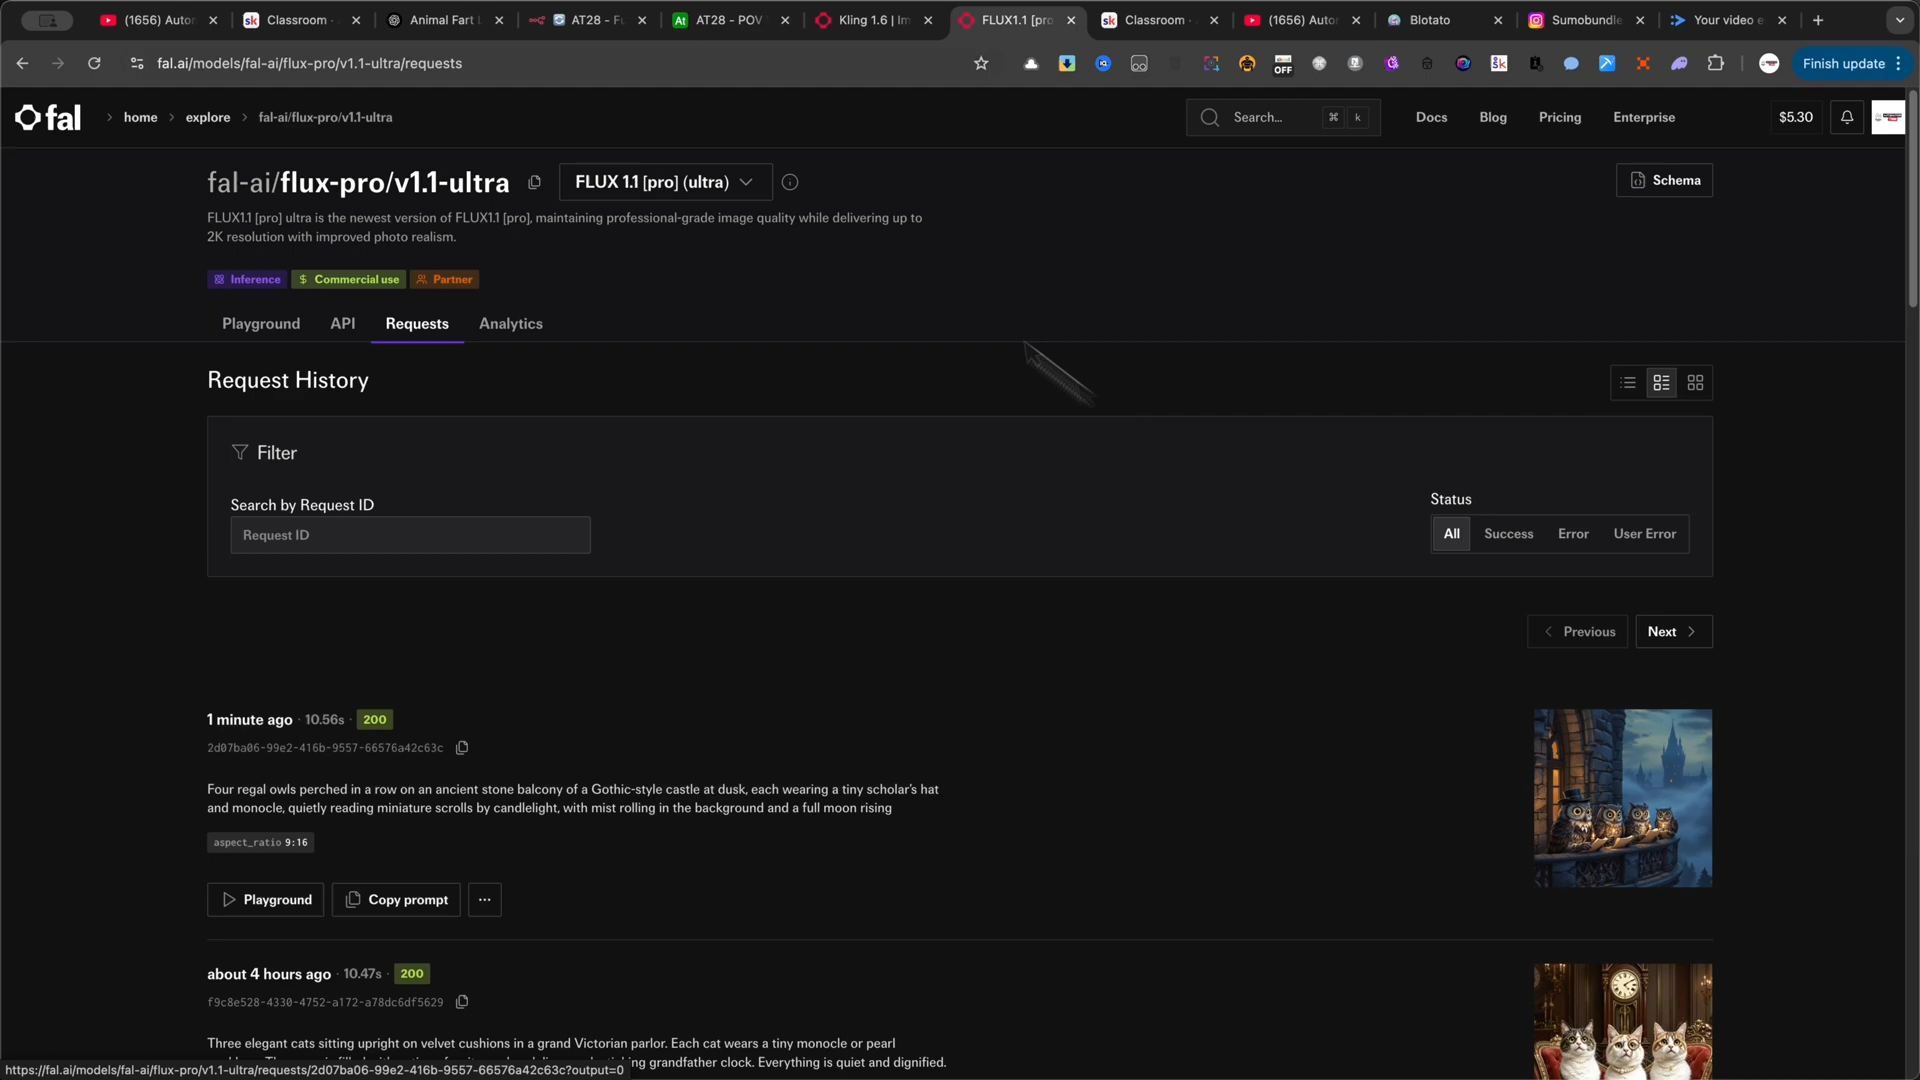 (1656) Auton
Classroom ·
Animal Fart L
AT28 - Fu
AT28 - POV
Kling 1.6 | Im
FLUX1.1 [pro
Classroom ·
(1656) Auto
Blotato
Sumobundle
Your video e
fal.ai/models/fal-ai/flux-pro/v1.1-ultra/requests
OFF
Finish update
fal
home
explore
fal-ai/flux-pro/v1.1-ultra
Search...
⌘ k
Docs
Blog
Pricing
Enterprise
$5.30
fal-ai/flux-pro/v1.1-ultra
FLUX 1.1 [pro] (ultra)
Schema
FLUX1.1 [pro] ultra is the newest version of FLUX1.1 [pro], maintaining professional-grade image quality while delivering up to
2K resolution with improved photo realism.
Inference
Commercial use
Partner
Playground
API
Requests
Analytics
Request History
Filter
Search by Request ID
Request ID
Status
All
Success
Error
User Error
Previous
Next
1 minute ago · 10.56s · 200
2d07ba06-99e2-416b-9557-66576a42c63c
Four regal owls perched in a row on an ancient stone balcony of a Gothic-style castle at dusk, each wearing a tiny scholar's hat
and monocle, quietly reading miniature scrolls by candlelight, with mist rolling in the background and a full moon rising
aspect_ratio 9:16
Playground
Copy prompt
...
about 4 hours ago · 10.47s · 200
f9c8e528-4330-4752-a172-a78dc6df5629
Three elegant cats sitting upright on velvet cushions in a grand Victorian parlor. Each cat wears a tiny monocle or pearl
ng grandfather clock. Everything is quiet and dignified.
https://fal.ai/models/fal-ai/flux-pro/v1.1-ultra/requests/2d07ba06-99e2-416b-9557-66576a42c63c?output=0